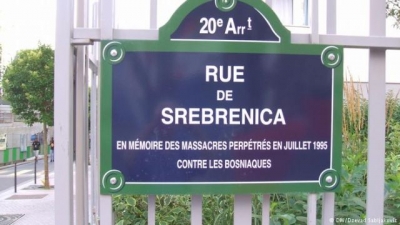 20e Arrt
RUE
DE
SREBRENICA
EN MÉMOIRE DES MASSACRES PERPÉTRÉS EN JUILLET 1995
CONTRE LES BOSNIAQUES